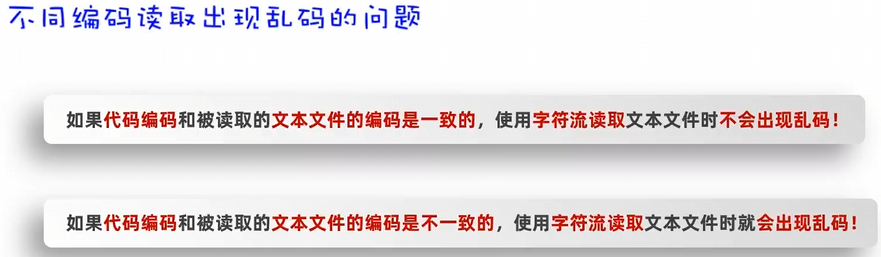 不同编码读取出现乱码的问题
如果代码编码和被读取的文本文件的编码是一致的，使用字符流读取文本文件时不会出现乱码！
如果代码编码和被读取的文本文件的编码是不一致的，使用字符流读取文本文件时就会出现乱码！